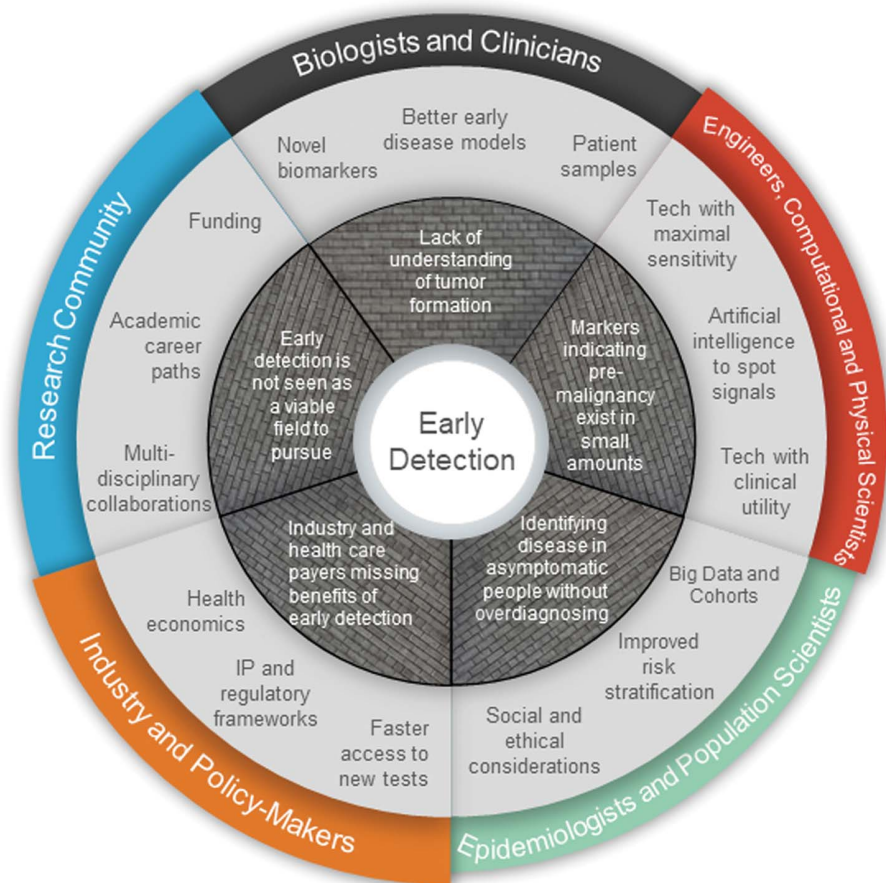 Biologists and Clinicians
Novel
biomarkers
Better early
disease models
Patient
samples
Lack of
understanding
of tumor
formation
Engineers, Computational and Physical Scientists
Tech with
maximal
sensitivity
Artificial
intelligence
to spot
signals
Tech with
clinical
utility
Markers
indicating
pre-
malignancy
exist in
small
amounts
Epidemiologists and Population Scientists
Big Data and
Cohorts
Improved
risk
stratification
Social and
ethical
considerations
Identifying
disease in
asymptomatic
people without
overdiagnosing
Industry and Policy-Makers
Health
economics
IP and
regulatory
frameworks
Faster
access to
new tests
Industry and
health care
payers missing
benefits of
early detection
Research Community
Funding
Academic
career
paths
Multi-
disciplinary
collaborations
Early
detection is
not seen as
a viable
field to
pursue
Early
Detection